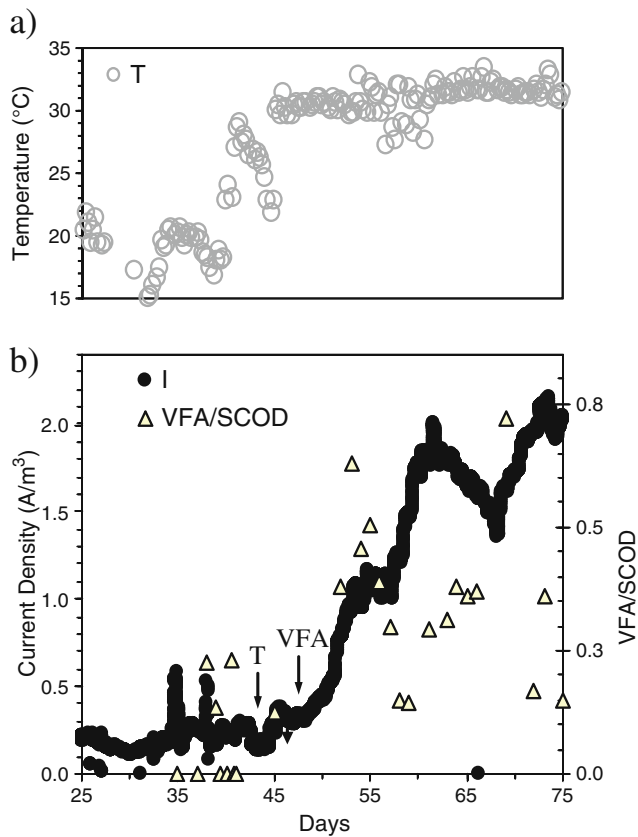 a)
35
30
25
20
15
Temperature (°C)
T
b)
I
VFA/SCOD
2.0
1.5
1.0
0.5
0.0
Current Density (A/m³)
0.8
0.5
0.3
0.0
VFA/SCOD
T
VFA
25
35
45
55
65
75
Days